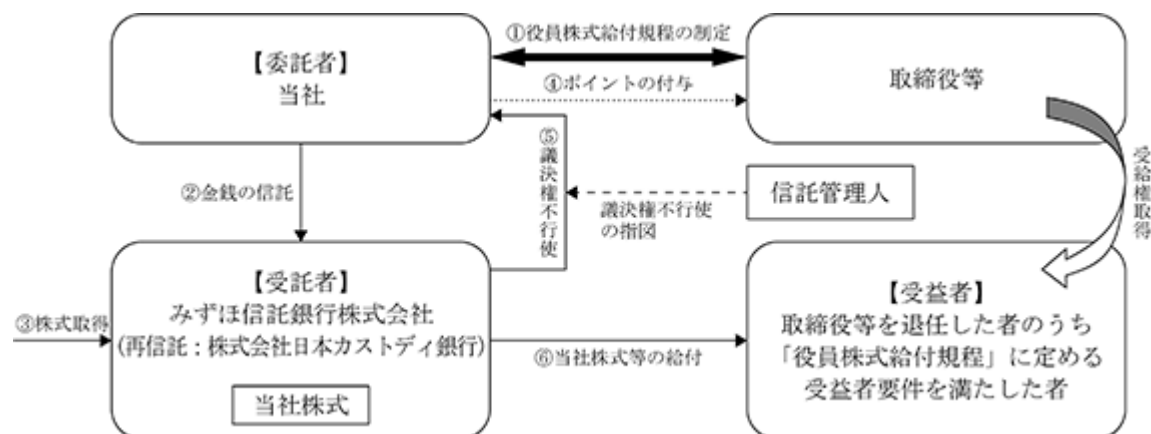 ①役員株式給付規程の制定
【委託者】
当社
④ポイントの付与
取締役等
②金銭の信託
⑤議決権不行使
議決権不行使
の指図
信託管理人
受給権取得
③株式取得
【受託者】
みずほ信託銀行株式会社
(再信託：株式会社日本カストディ銀行)
当社株式
⑥当社株式等の給付
【受益者】
取締役等を退任した者のうち
「役員株式給付規程」に定める
受益者要件を満たした者